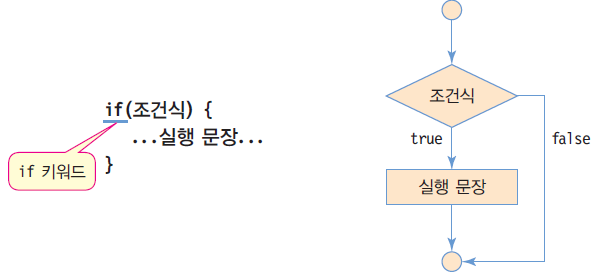 if(조건식) {
...실행 문장...
}
if 키워드
조건식
true
false
실행 문장